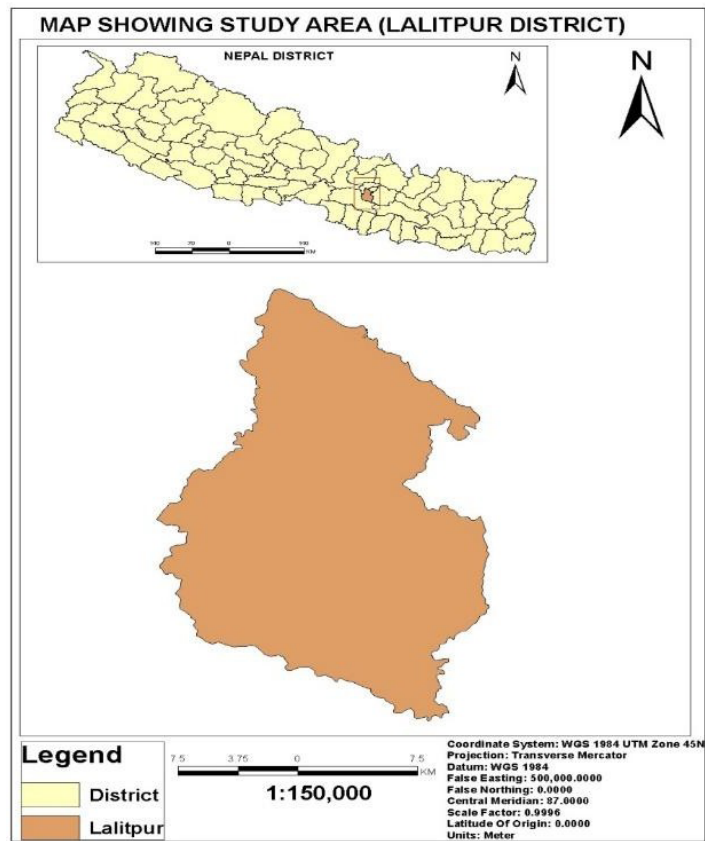 MAP SHOWING STUDY AREA (LALITPUR DISTRICT)
NEPAL DISTRICT
N
N
0
KM
Legend
District
Lalitpur
7.5 3.75 0 7.5
KM
1:150,000
Coordinate System: WGS 1984 UTM Zone 45N
Projection: Transverse Mercator
Datum: WGS 1984
False Easting: 500,000.0000
False Northing: 0.0000
Central Meridian: 87.0000
Scale Factor: 0.9996
Latitude Of Origin: 0.0000
Units: Meter